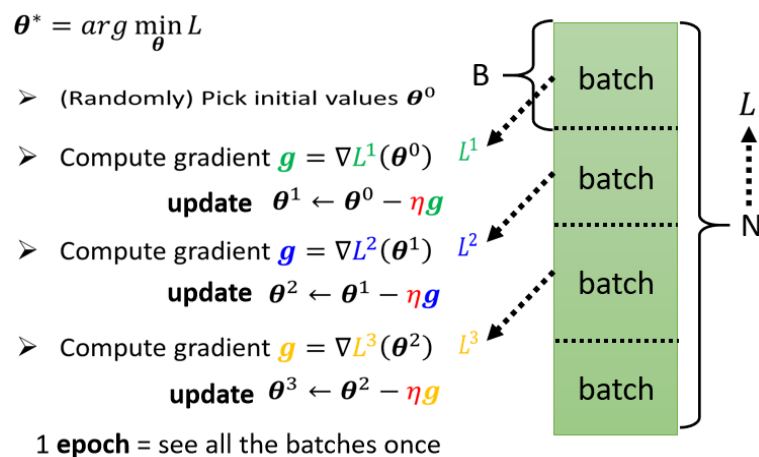 θ* = arg min_θ L
➢ (Randomly) Pick initial values θ⁰
➢ Compute gradient g = ∇L¹(θ⁰) L¹
update θ¹ ← θ⁰ − ηg
➢ Compute gradient g = ∇L²(θ¹) L²
update θ² ← θ¹ − ηg
➢ Compute gradient g = ∇L³(θ²) L³
update θ³ ← θ² − ηg
1 epoch = see all the batches once
B
batch
batch
batch
batch
L
N